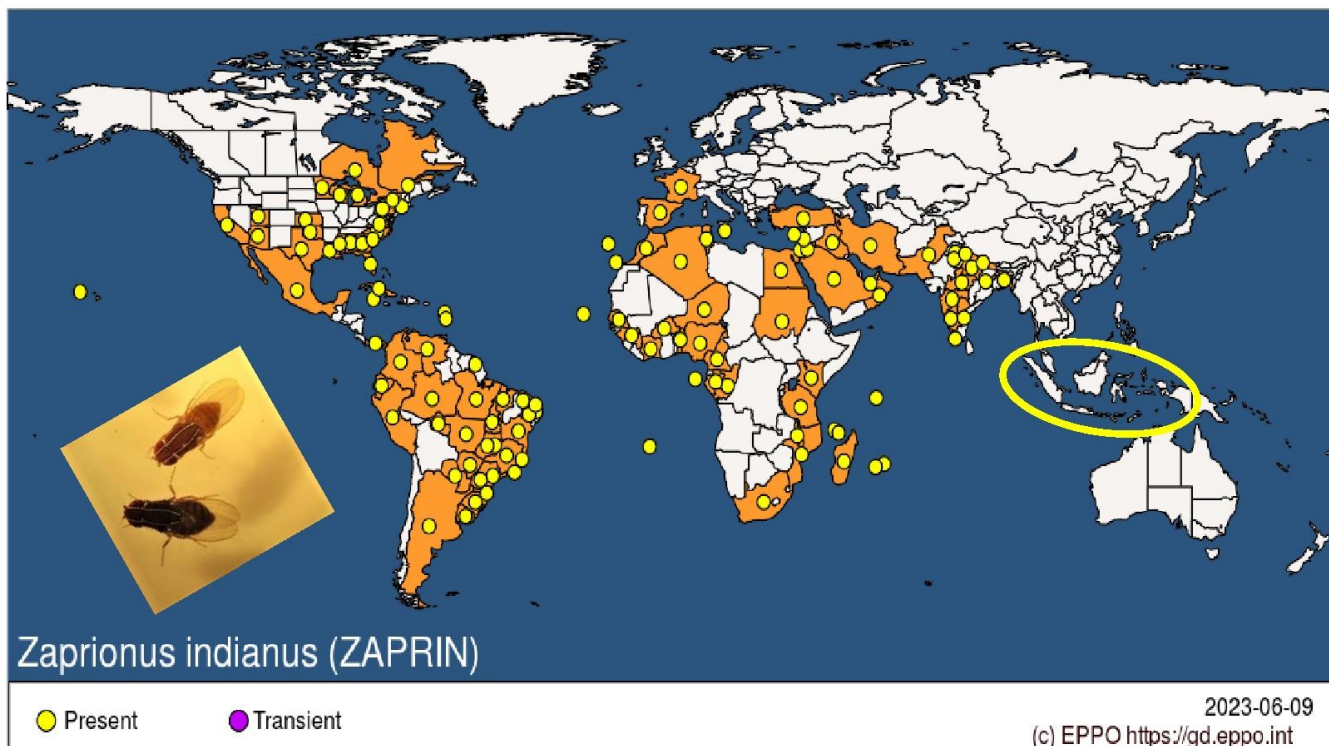 Zaprionus indianus (ZAPRIN)
Present
Transient
2023-06-09
(c) EPPO https://gd.eppo.int